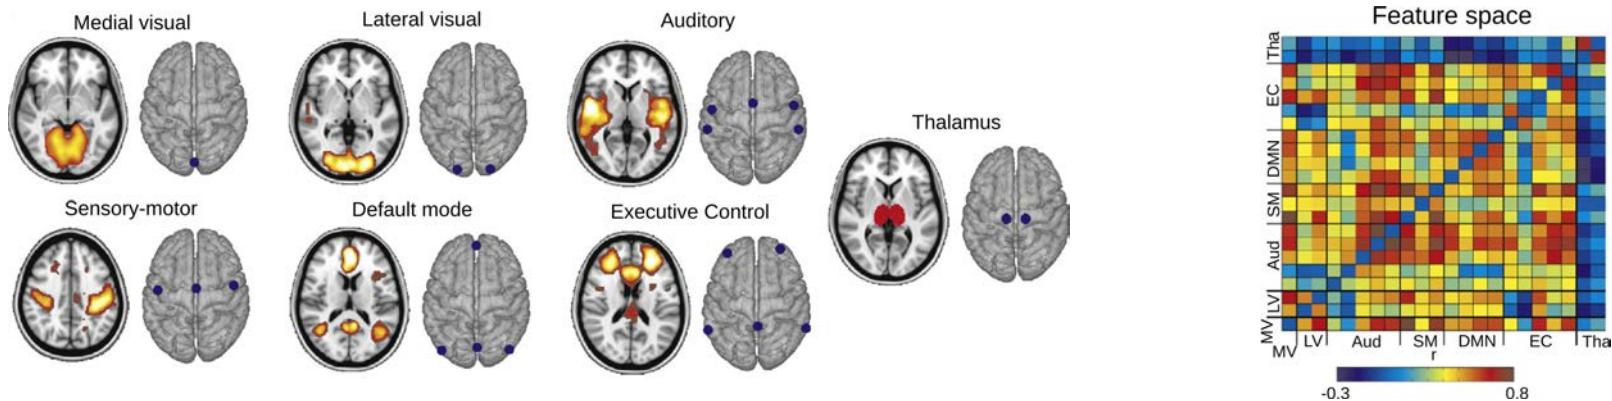 Medial visual
Lateral visual
Auditory
Thalamus
Sensory-motor
Default mode
Executive Control
Feature space
Tha
EC
DMN
SM
Aud
LV
MV
MV
LV
Aud
SM
DMN
EC
Tha
r
-0.3
0.8